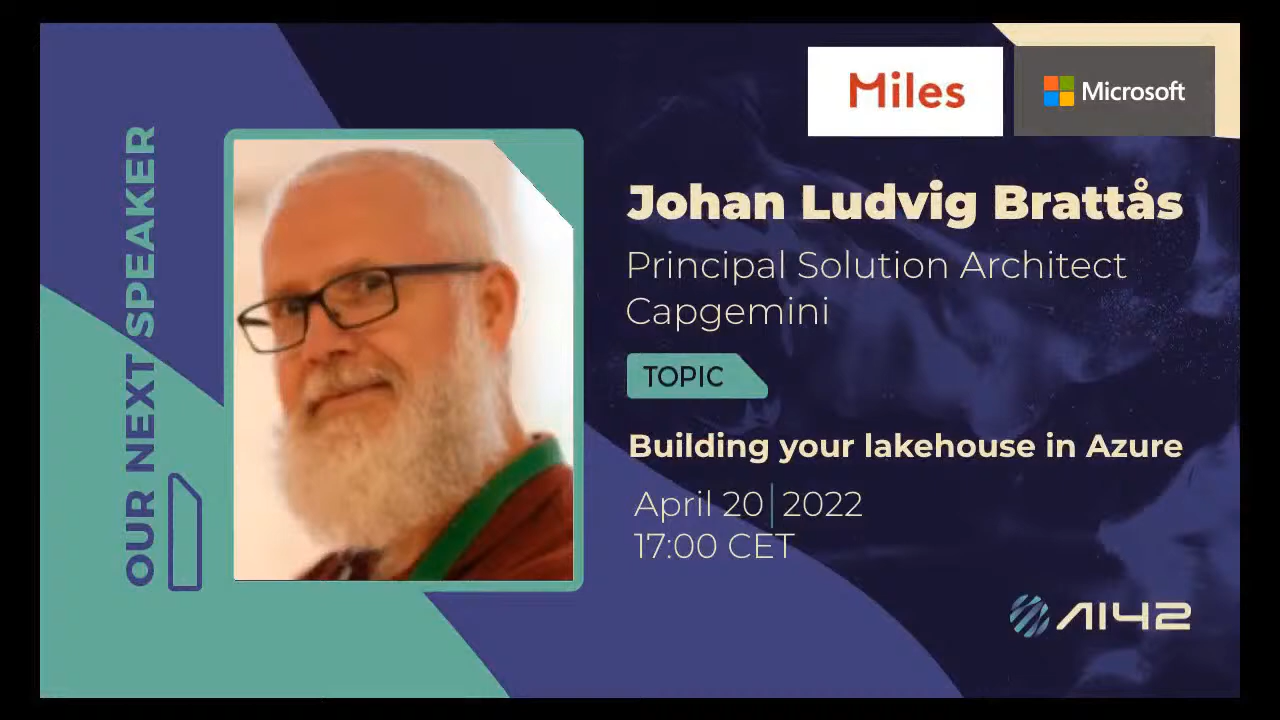 Miles
Microsoft
OUR NEXT SPEAKER
Johan Ludvig Brattås
Principal Solution Architect
Capgemini
TOPIC
Building your lakehouse in Azure
April 20 2022
17:00 CET
AI42